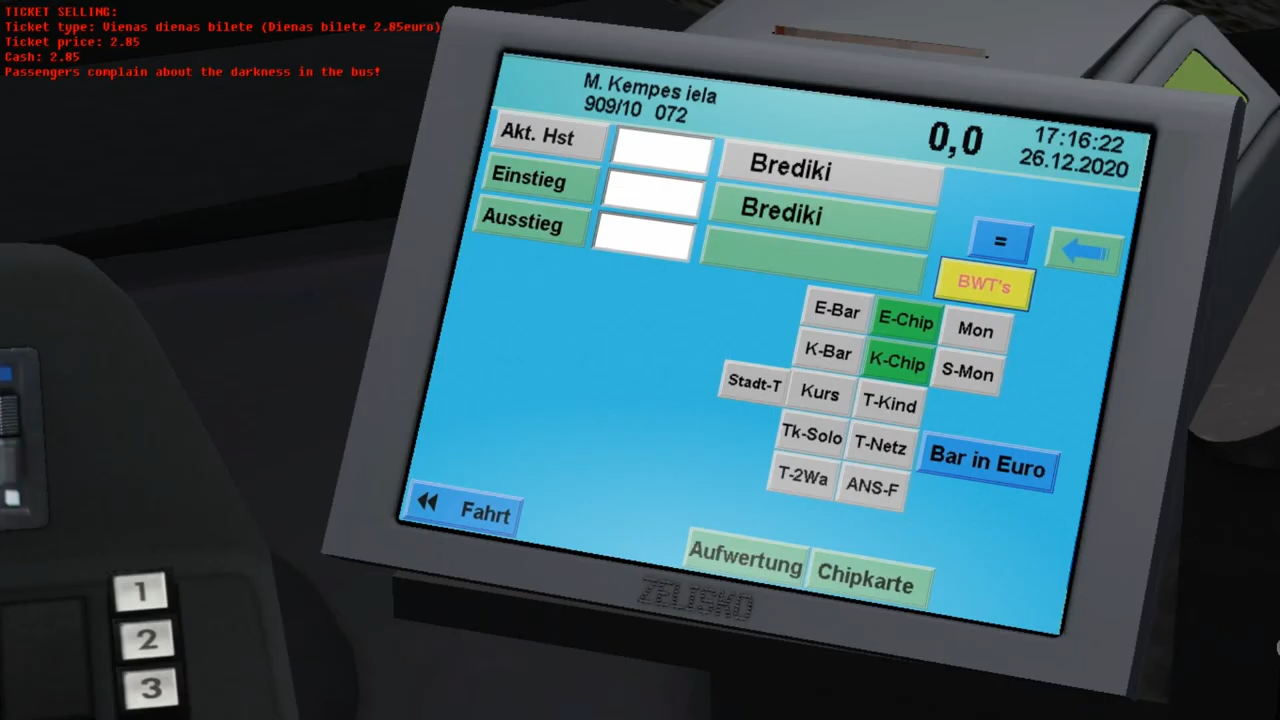 TICKET SELLING:
Ticket type: Vienas dienas bilete (Dienas bilete 2.85euro)
Ticket price: 2.85
Cash: 2.85
Passengers complain about the darkness in the bus!
M. Kempes iela
909/10 072
0,0
17:16:22
26.12.2020
Akt. Hst
Brediki
Einstieg
Brediki
Ausstieg
=
BWT's
E-Bar E-Chip Mon
K-Bar K-Chip S-Mon
Stadt-T Kurs T-Kind
Tk-Solo T-Netz
Bar in Euro
T-2Wa ANS-F
Fahrt
Aufwertung Chipkarte
ZELISKO
1
2
3